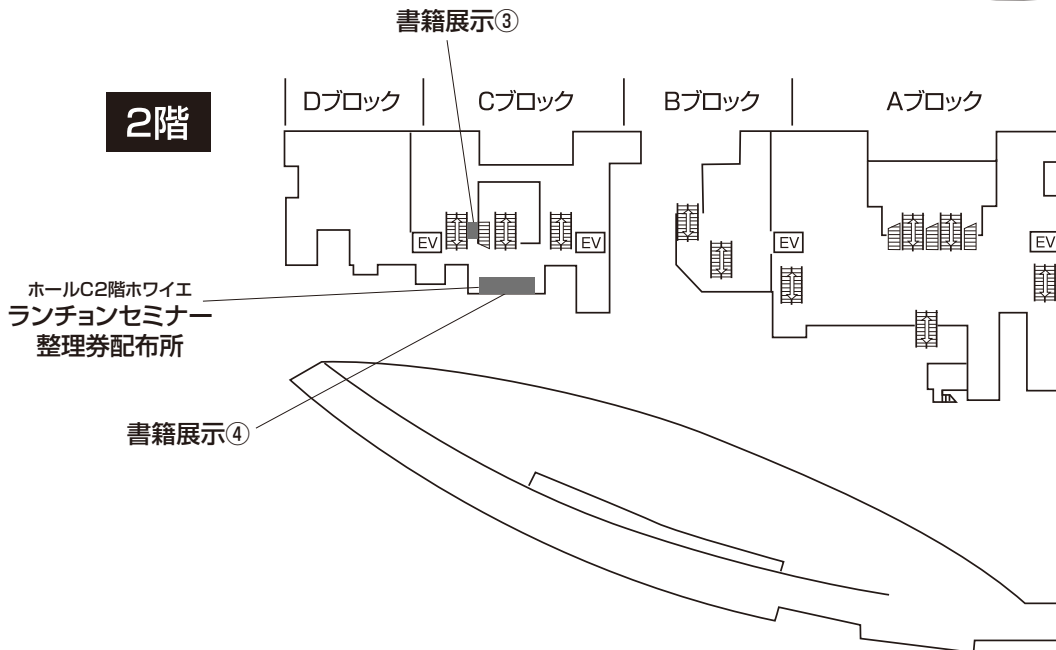 書籍展示③
2階
Dブロック
Cブロック
Bブロック
Aブロック
EV
EV
EV
EV
ホールC2階ホワイエ
ランチョンセミナー
整理券配布所
書籍展示④